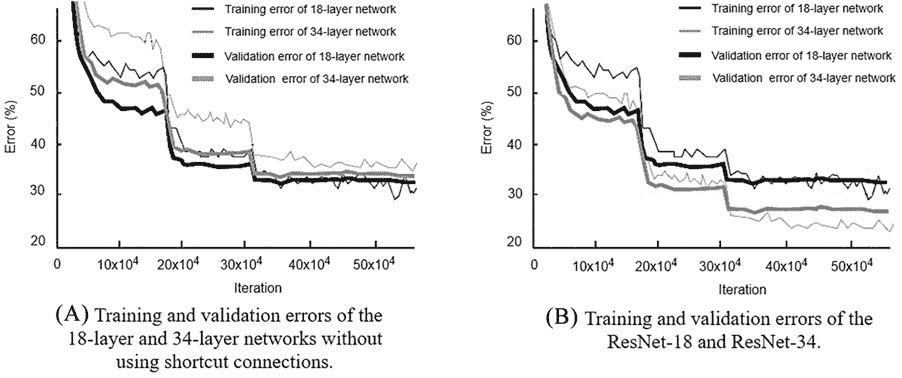 Training error of 18-layer network
Training error of 34-layer network
Validation error of 18-layer network
Validation error of 34-layer network
Error (%)
60
50
40
30
20
0
10x10⁴
20x10⁴
30x10⁴
40x10⁴
50x10⁴
Iteration
(A) Training and validation errors of the
18-layer and 34-layer networks without
using shortcut connections.
Training error of 18-layer network
Training error of 34-layer network
Validation error of 18-layer network
Validation error of 34-layer network
Error (%)
60
50
40
30
20
0
10x10⁴
20x10⁴
30x10⁴
40x10⁴
50x10⁴
Iteration
(B) Training and validation errors of the
ResNet-18 and ResNet-34.